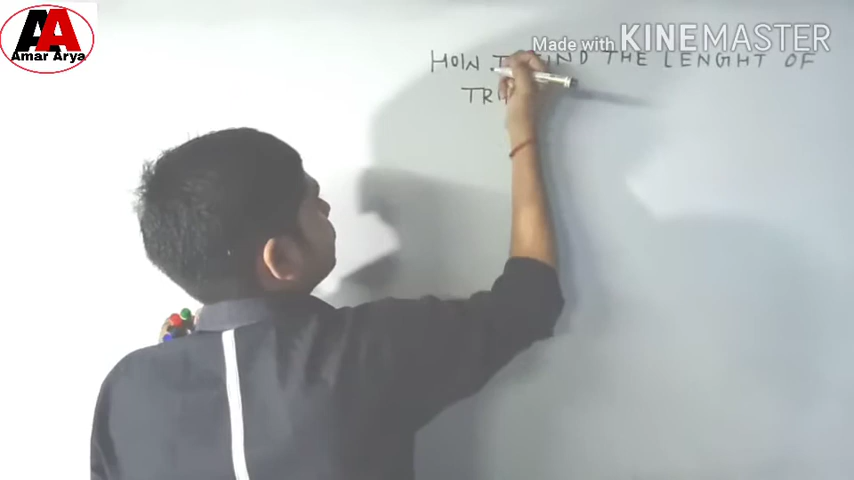 AA
Amar Arya
Made with KINEMASTER
HOW THE LENGHT OF